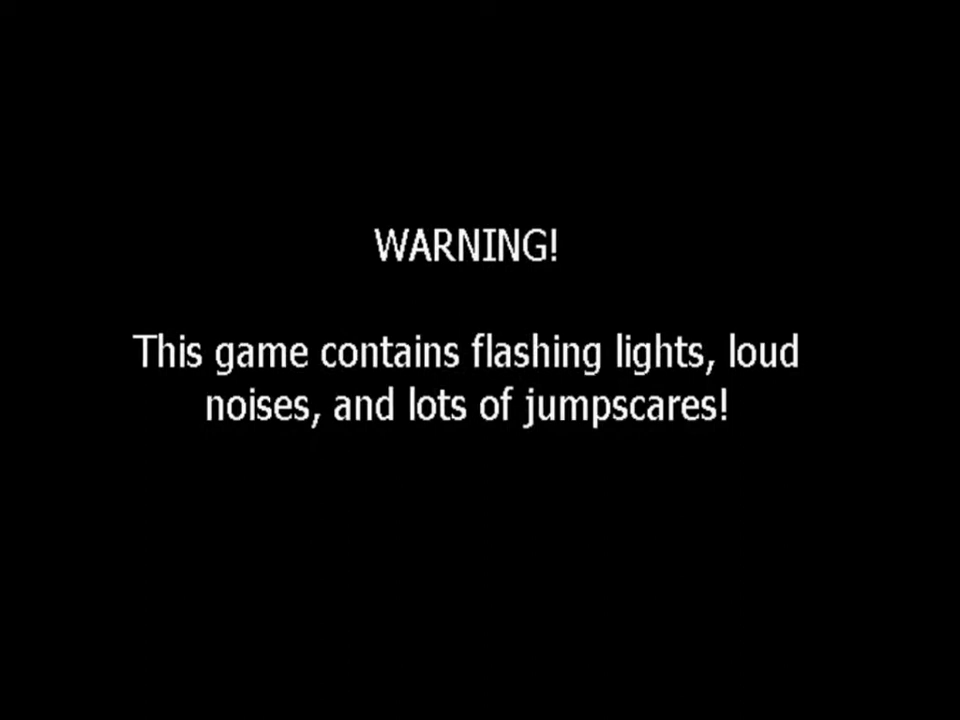 WARNING!
This game contains flashing lights, loud
noises, and lots of jumpscares!